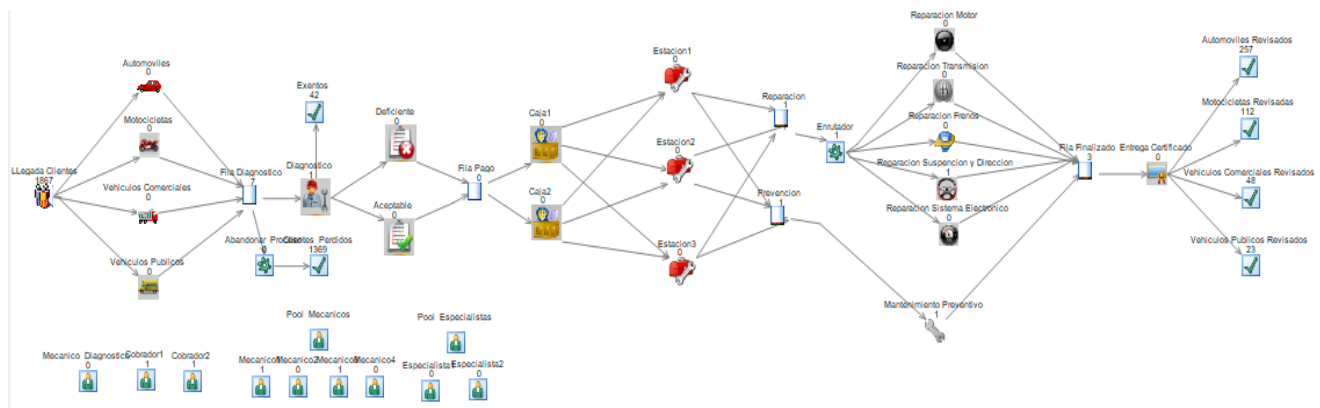 LLegada Clientes
1867
Automoviles
0
Motocicletas
0
Vehiculos Comerciales
0
Vehiculos Publicos
0
Fila Diagnostico
7
Abandonar Proceso
0
Clientes Perdidos
1369
Exentos
42
Diagnostico
1
Deficiente
0
Aceptable
0
Fila Pago
0
Caja1
0
Caja2
0
Estacion1
0
Estacion2
0
Estacion3
0
Reparacion
1
Prevencion
1
Enrutador
1
Reparacion Motor
0
Reparacion Transmision
0
Reparacion Frenos
0
Reparacion Suspencion y Direccion
1
Reparacion Sistema Electronico
0
Mantenimiento Preventivo
1
Fila Finalizado
3
Entrega Certificado
0
Automoviles Revisados
257
Motocicletas Revisadas
112
Vehiculos Comerciales Revisados
48
Vehiculos Publicos Revisados
23
Mecanico Diagnostico
0
Cobrador1
1
Cobrador2
1
Pool Mecanicos
Mecanico1
1
Mecanico2
0
Mecanico3
1
Mecanico4
0
Pool Especialistas
Especialista1
0
Especialista2
0